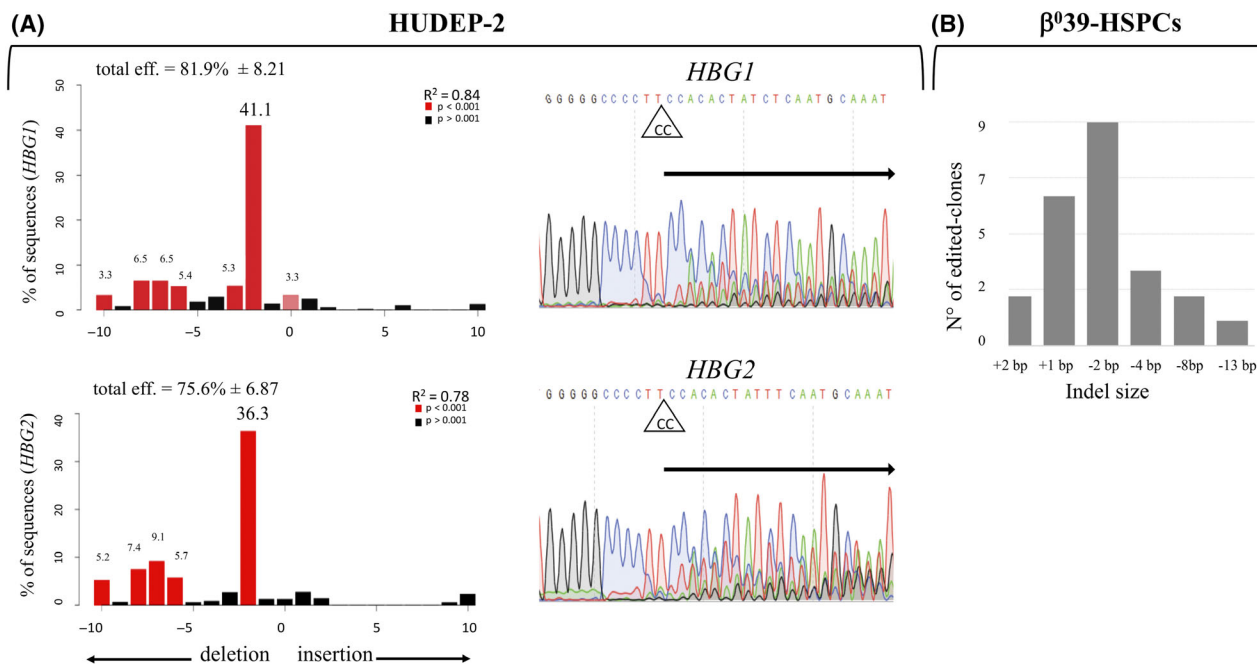 (A)
HUDEP-2
total eff. = 81.9% ± 8.21
% of sequences (HBG1)
50
40
30
20
10
0
3.3
6.5
6.5
5.4
5.3
41.1
3.3
R² = 0.84
p < 0.001
p > 0.001
−10
−5
0
5
10
HBG1
GGGGGCCCCTTCCACACTATCTCAATGCAAAT
CC
total eff. = 75.6% ± 6.87
% of sequences (HBG2)
40
30
20
10
0
5.2
7.4
9.1
5.7
36.3
R² = 0.78
p < 0.001
p > 0.001
−10
−5
0
5
10
deletion insertion
HBG2
GGGGGCCCCTTCCACACTATTTCAATGCAAAT
CC
(B)
β⁰39-HSPCs
N° of edited-clones
9
7
5
2
0
+2 bp +1 bp -2 bp -4 bp -8bp -13 bp
Indel size